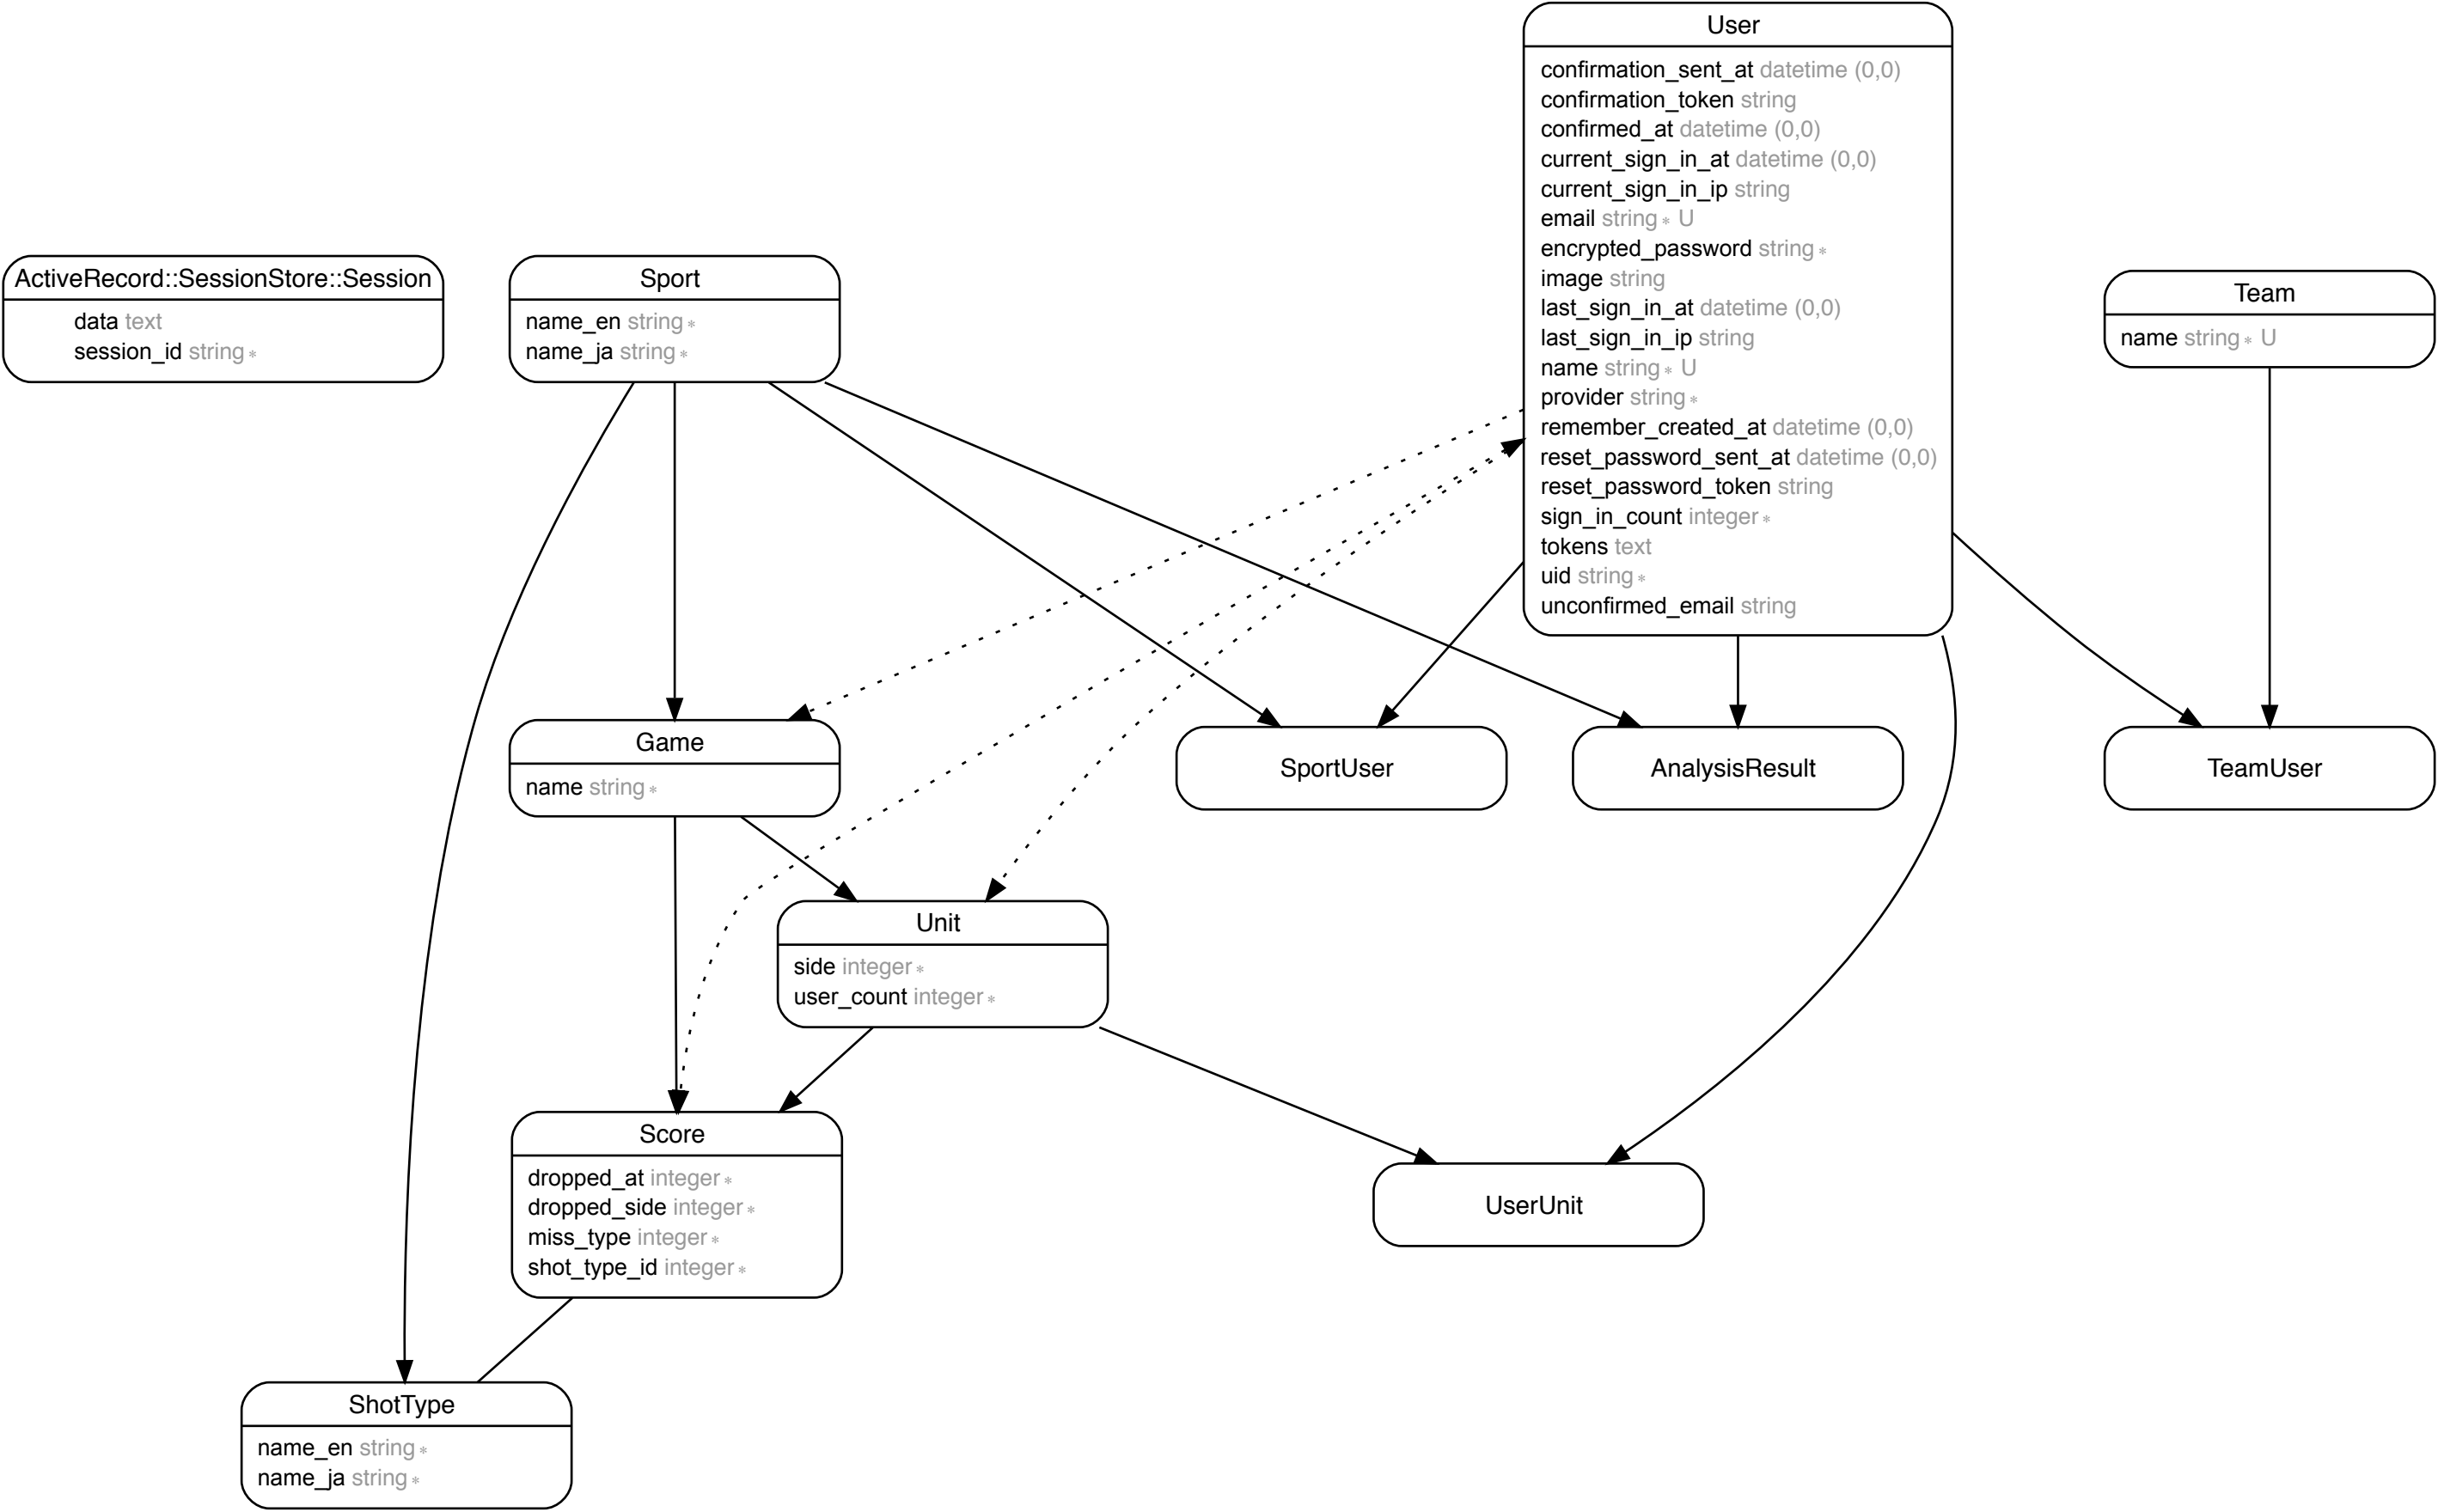 User
confirmation_sent_at datetime (0,0)
confirmation_token string
confirmed_at datetime (0,0)
current_sign_in_at datetime (0,0)
current_sign_in_ip string
email string∗ U
encrypted_password string∗
image string
last_sign_in_at datetime (0,0)
last_sign_in_ip string
name string∗ U
provider string∗
remember_created_at datetime (0,0)
reset_password_sent_at datetime (0,0)
reset_password_token string
sign_in_count integer∗
tokens text
uid string∗
unconfirmed_email string
ActiveRecord::SessionStore::Session
data text
session_id string∗
Sport
name_en string∗
name_ja string∗
Team
name string∗ U
Game
name string∗
SportUser
AnalysisResult
TeamUser
Unit
side integer∗
user_count integer∗
Score
dropped_at integer∗
dropped_side integer∗
miss_type integer∗
shot_type_id integer∗
UserUnit
ShotType
name_en string∗
name_ja string∗